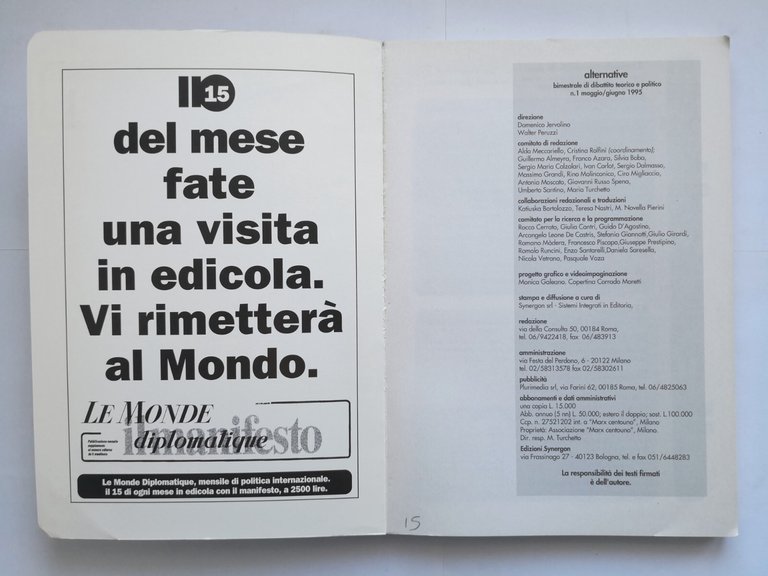 Il 15
del mese
fate
una visita
in edicola.
Vi rimetterà
al Mondo.
LE MONDE
diplomatique
il manifesto
Le Monde Diplomatique, mensile di politica internazionale.
il 15 di ogni mese in edicola con il manifesto, a 2500 lire.
alternative
bimestrale di dibattito teorico e politico
n.1 maggio/giugno 1995
direzione
Domenico Jervolino
Walter Peruzzi
comitato di redazione
Aldo Meccariello, Cristina Rolfini (coordinamento);
Guillermo Almeyra, Franco Azara, Silvia Boba,
Sergio Maria Calzolari, Ivan Carlot, Sergio Dalmasso,
Massimo Grandi, Rino Malinconico, Ciro Migliaccio,
Antonio Moscato, Giovanni Russo Spena,
Umberto Santino, Maria Turchetto
collaborazioni redazionali e traduzioni
Katiuska Bortolozzo, Teresa Nastri, M. Novella Pierini
comitato per la ricerca e la programmazione
Rocco Cerrato, Giulia Contri, Guido D'Agostino,
Arcangelo Leone De Castris, Stefania Giannotti,Giulio Girardi,
Romano Màdera, Francesco Piscopo,Giuseppe Prestipino,
Romolo Runcini, Enzo Santarelli,Daniela Saresella,
Nicola Vetrano, Pasquale Voza
progetto grafico e videoimpaginazione
Monica Galeano. Copertina Corrado Maretti
stampa e diffusione a cura di
Synergon srl - Sistemi Integrati in Editoria,
redazione
via della Consulta 50, 00184 Roma,
tel. 06/9422418, fax: 06/483913
amministrazione
via Festa del Perdono, 6 - 20122 Milano
tel. 02/58313578 fax 02/58302611
pubblicità
Plurimedia srl, via Farini 62, 00185 Roma, tel. 06/4825063
abbonamenti e dati amministrativi
una copia L. 15.000
Abb. annuo (5 nn) L. 50.000; estero il doppio; sost. L.100.000
Ccp. n. 27521202 int. a "Marx centouno", Milano
Proprietà: Associazione "Marx centouno", Milano.
Dir. resp. M. Turchetto
Edizioni Synergon
via Frassinago 27 - 40123 Bologna, tel. e fax 051/6448283
La responsibilità dei testi firmati
è dell'autore.
15